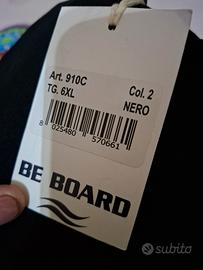 Art. 910C Col. 2
TG. 6XL NERO
8 025480 570661
BE BOARD
subito